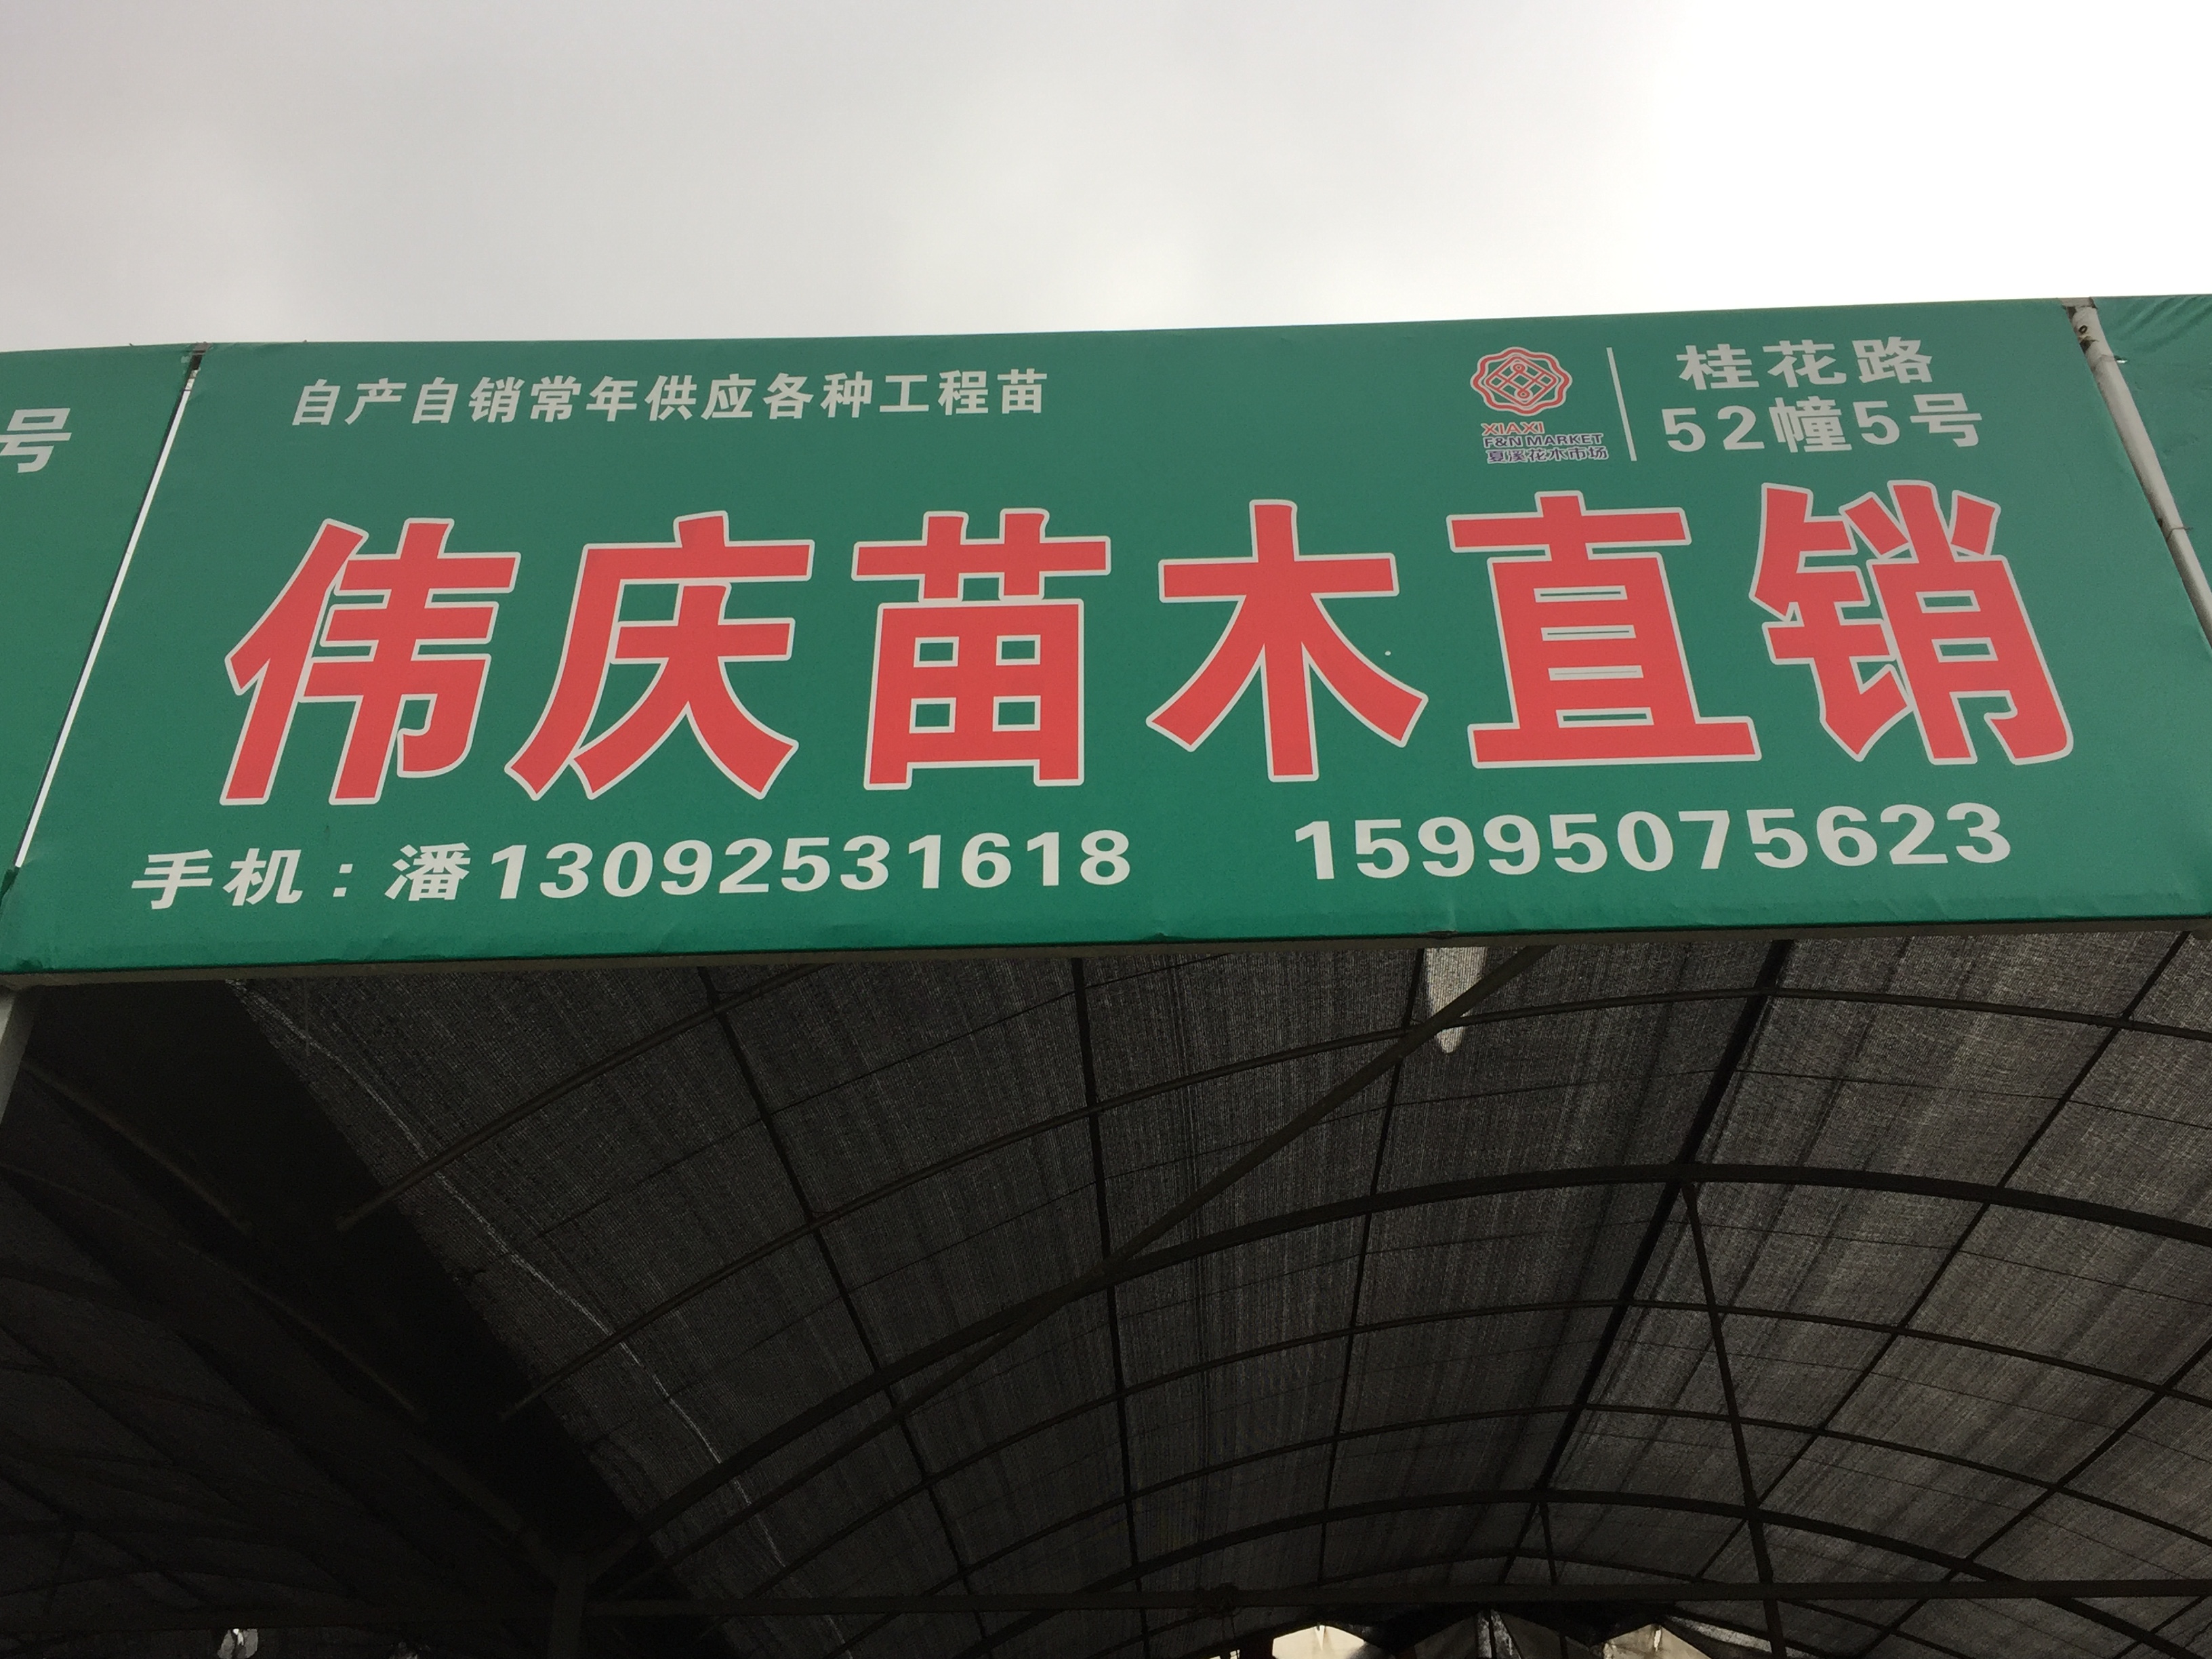 号
自产自销常年供应各种工程苗
XIAXI
F&N MARKET
夏溪花木市场
桂花路
52幢5号
伟庆苗木直销
手机：潘13092531618 15995075623